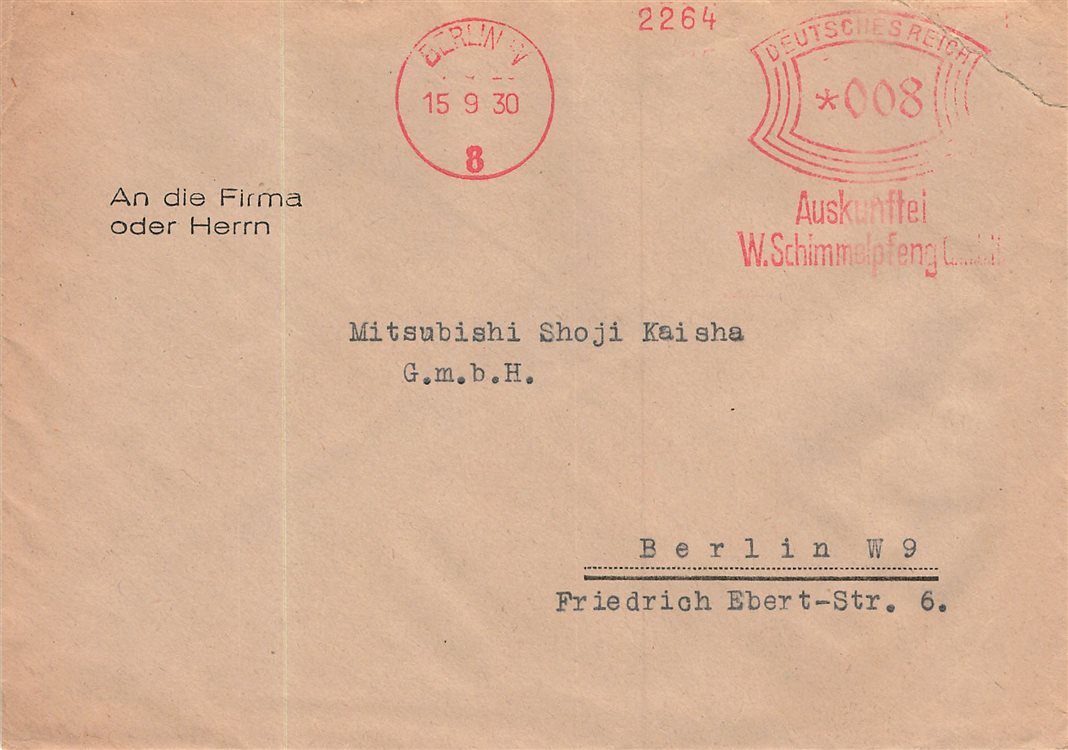 2264
BERLIN W
15 9 30
8
DEUTSCHES REICH
*008
Auskunftei
W. Schimmelpfeng
An die Firma
oder Herrn
Mitsubishi Shoji Kaisha
G.m.b.H.
Berlin W 9
Friedrich Ebert-Str. 6.